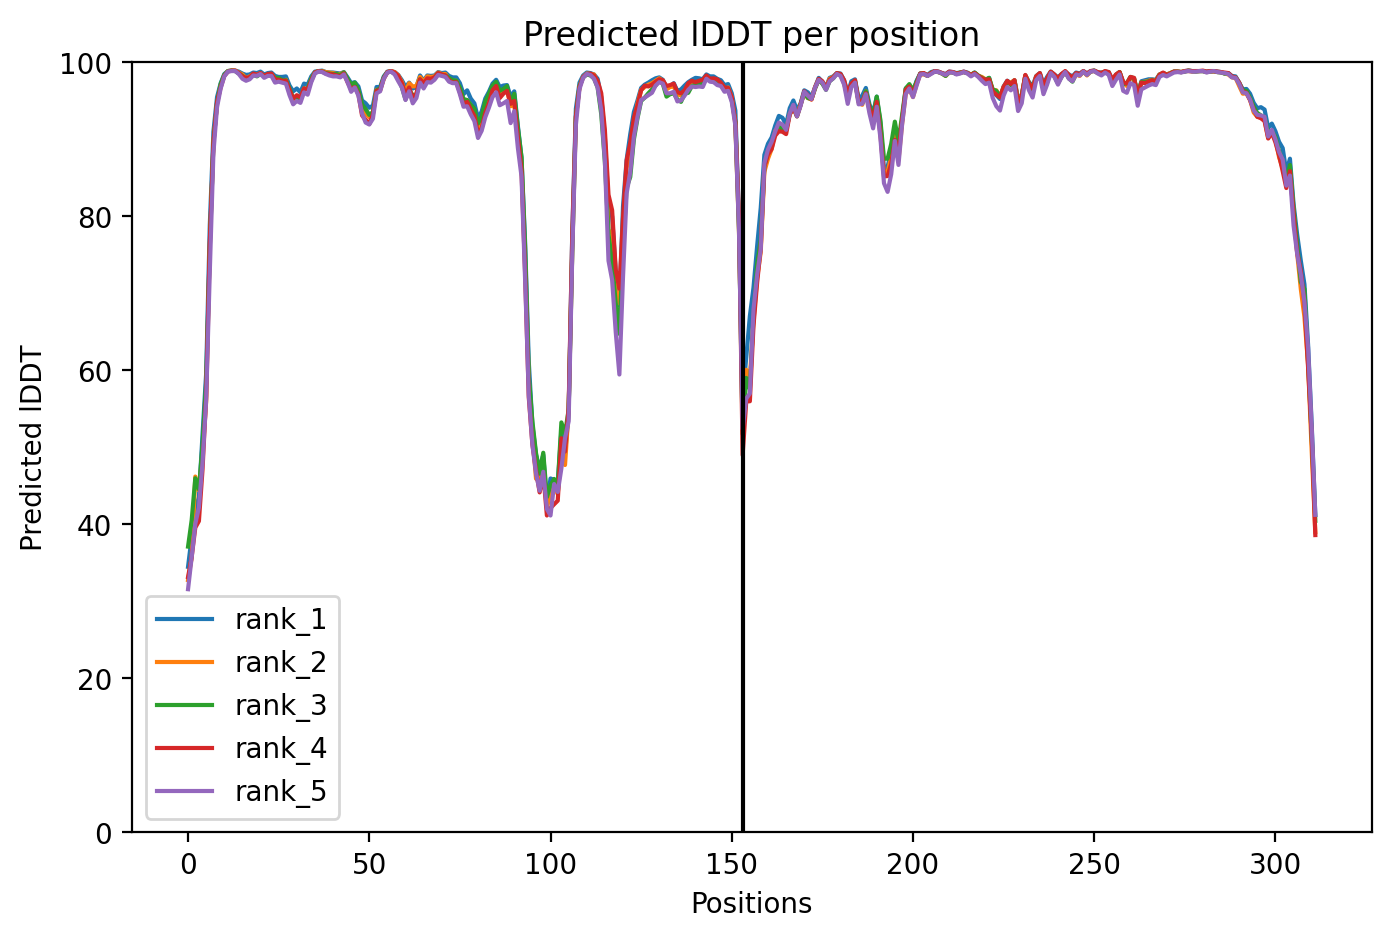 Predicted lDDT per position
Predicted lDDT
100
80
60
40
20
0
rank_1
rank_2
rank_3
rank_4
rank_5
0 50 100 150 200 250 300
Positions